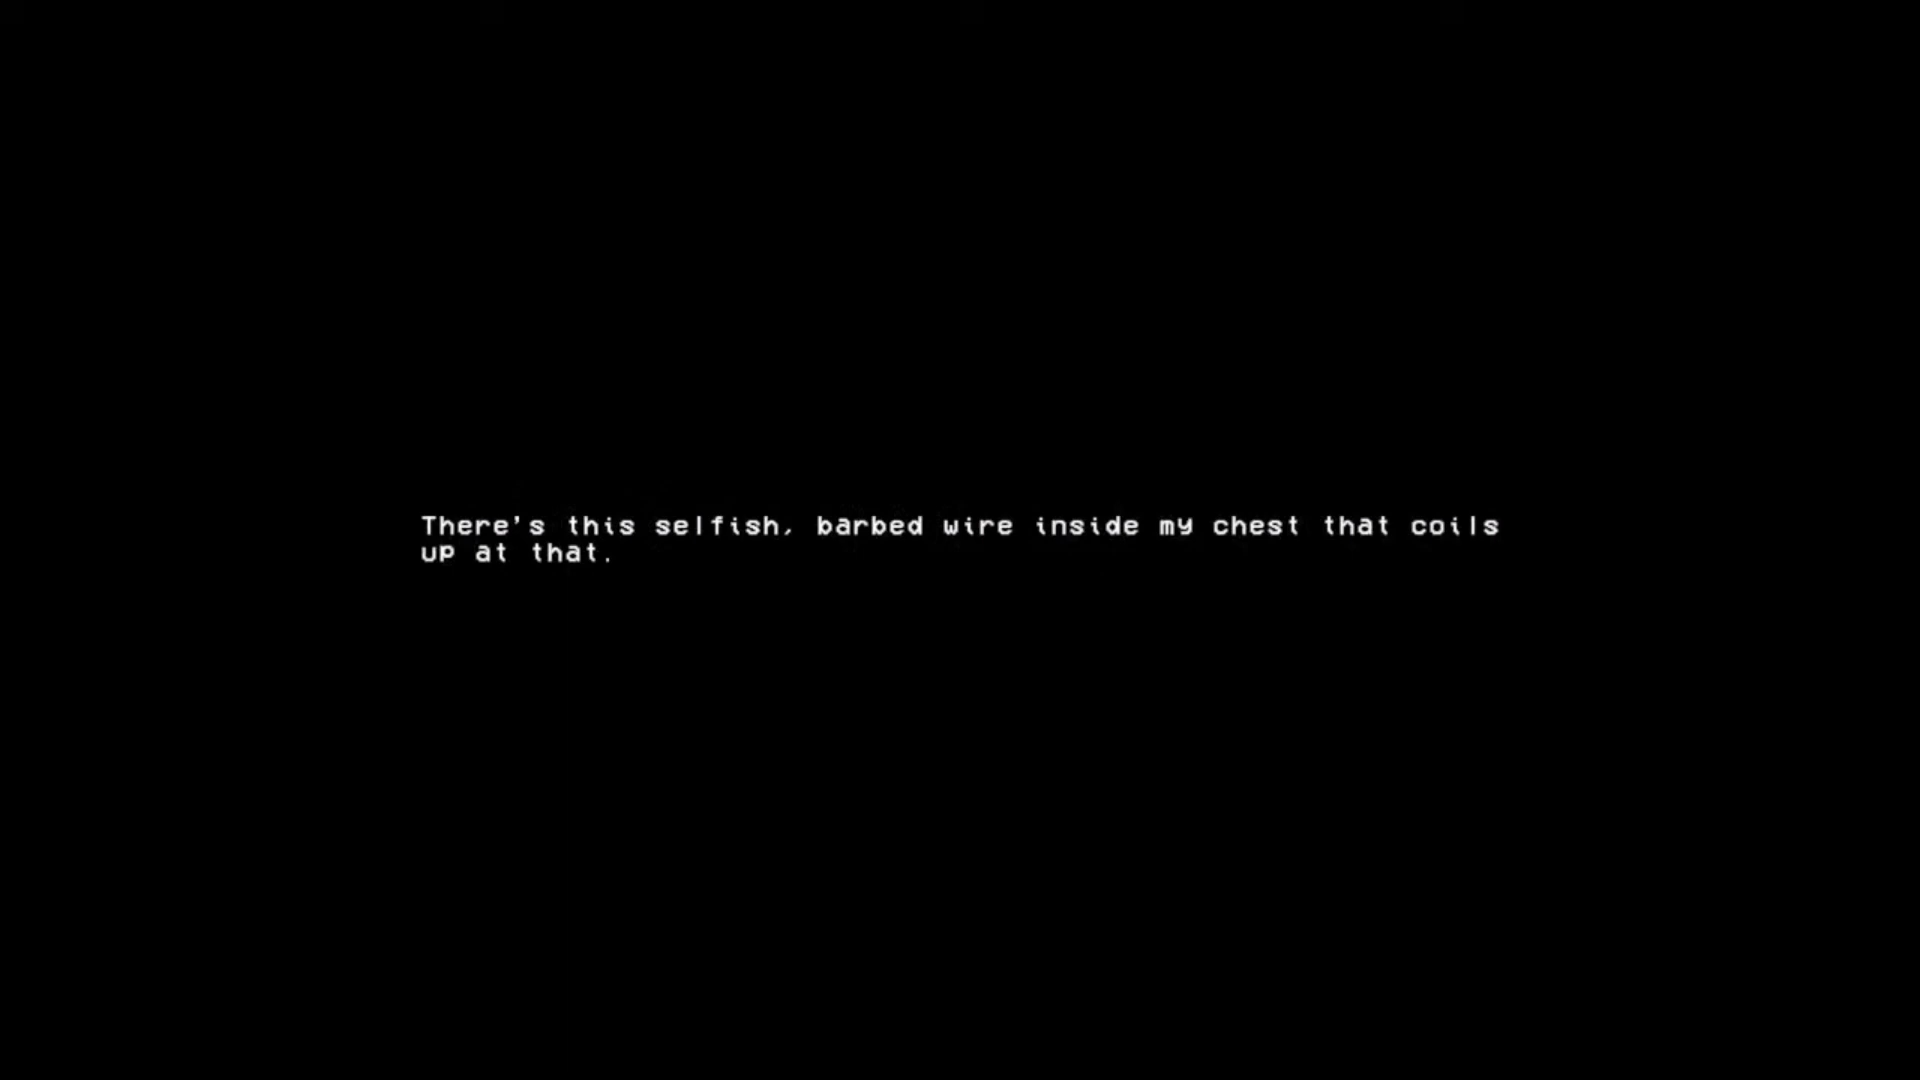 There's this selfish, barbed wire inside my chest that coils
up at that.